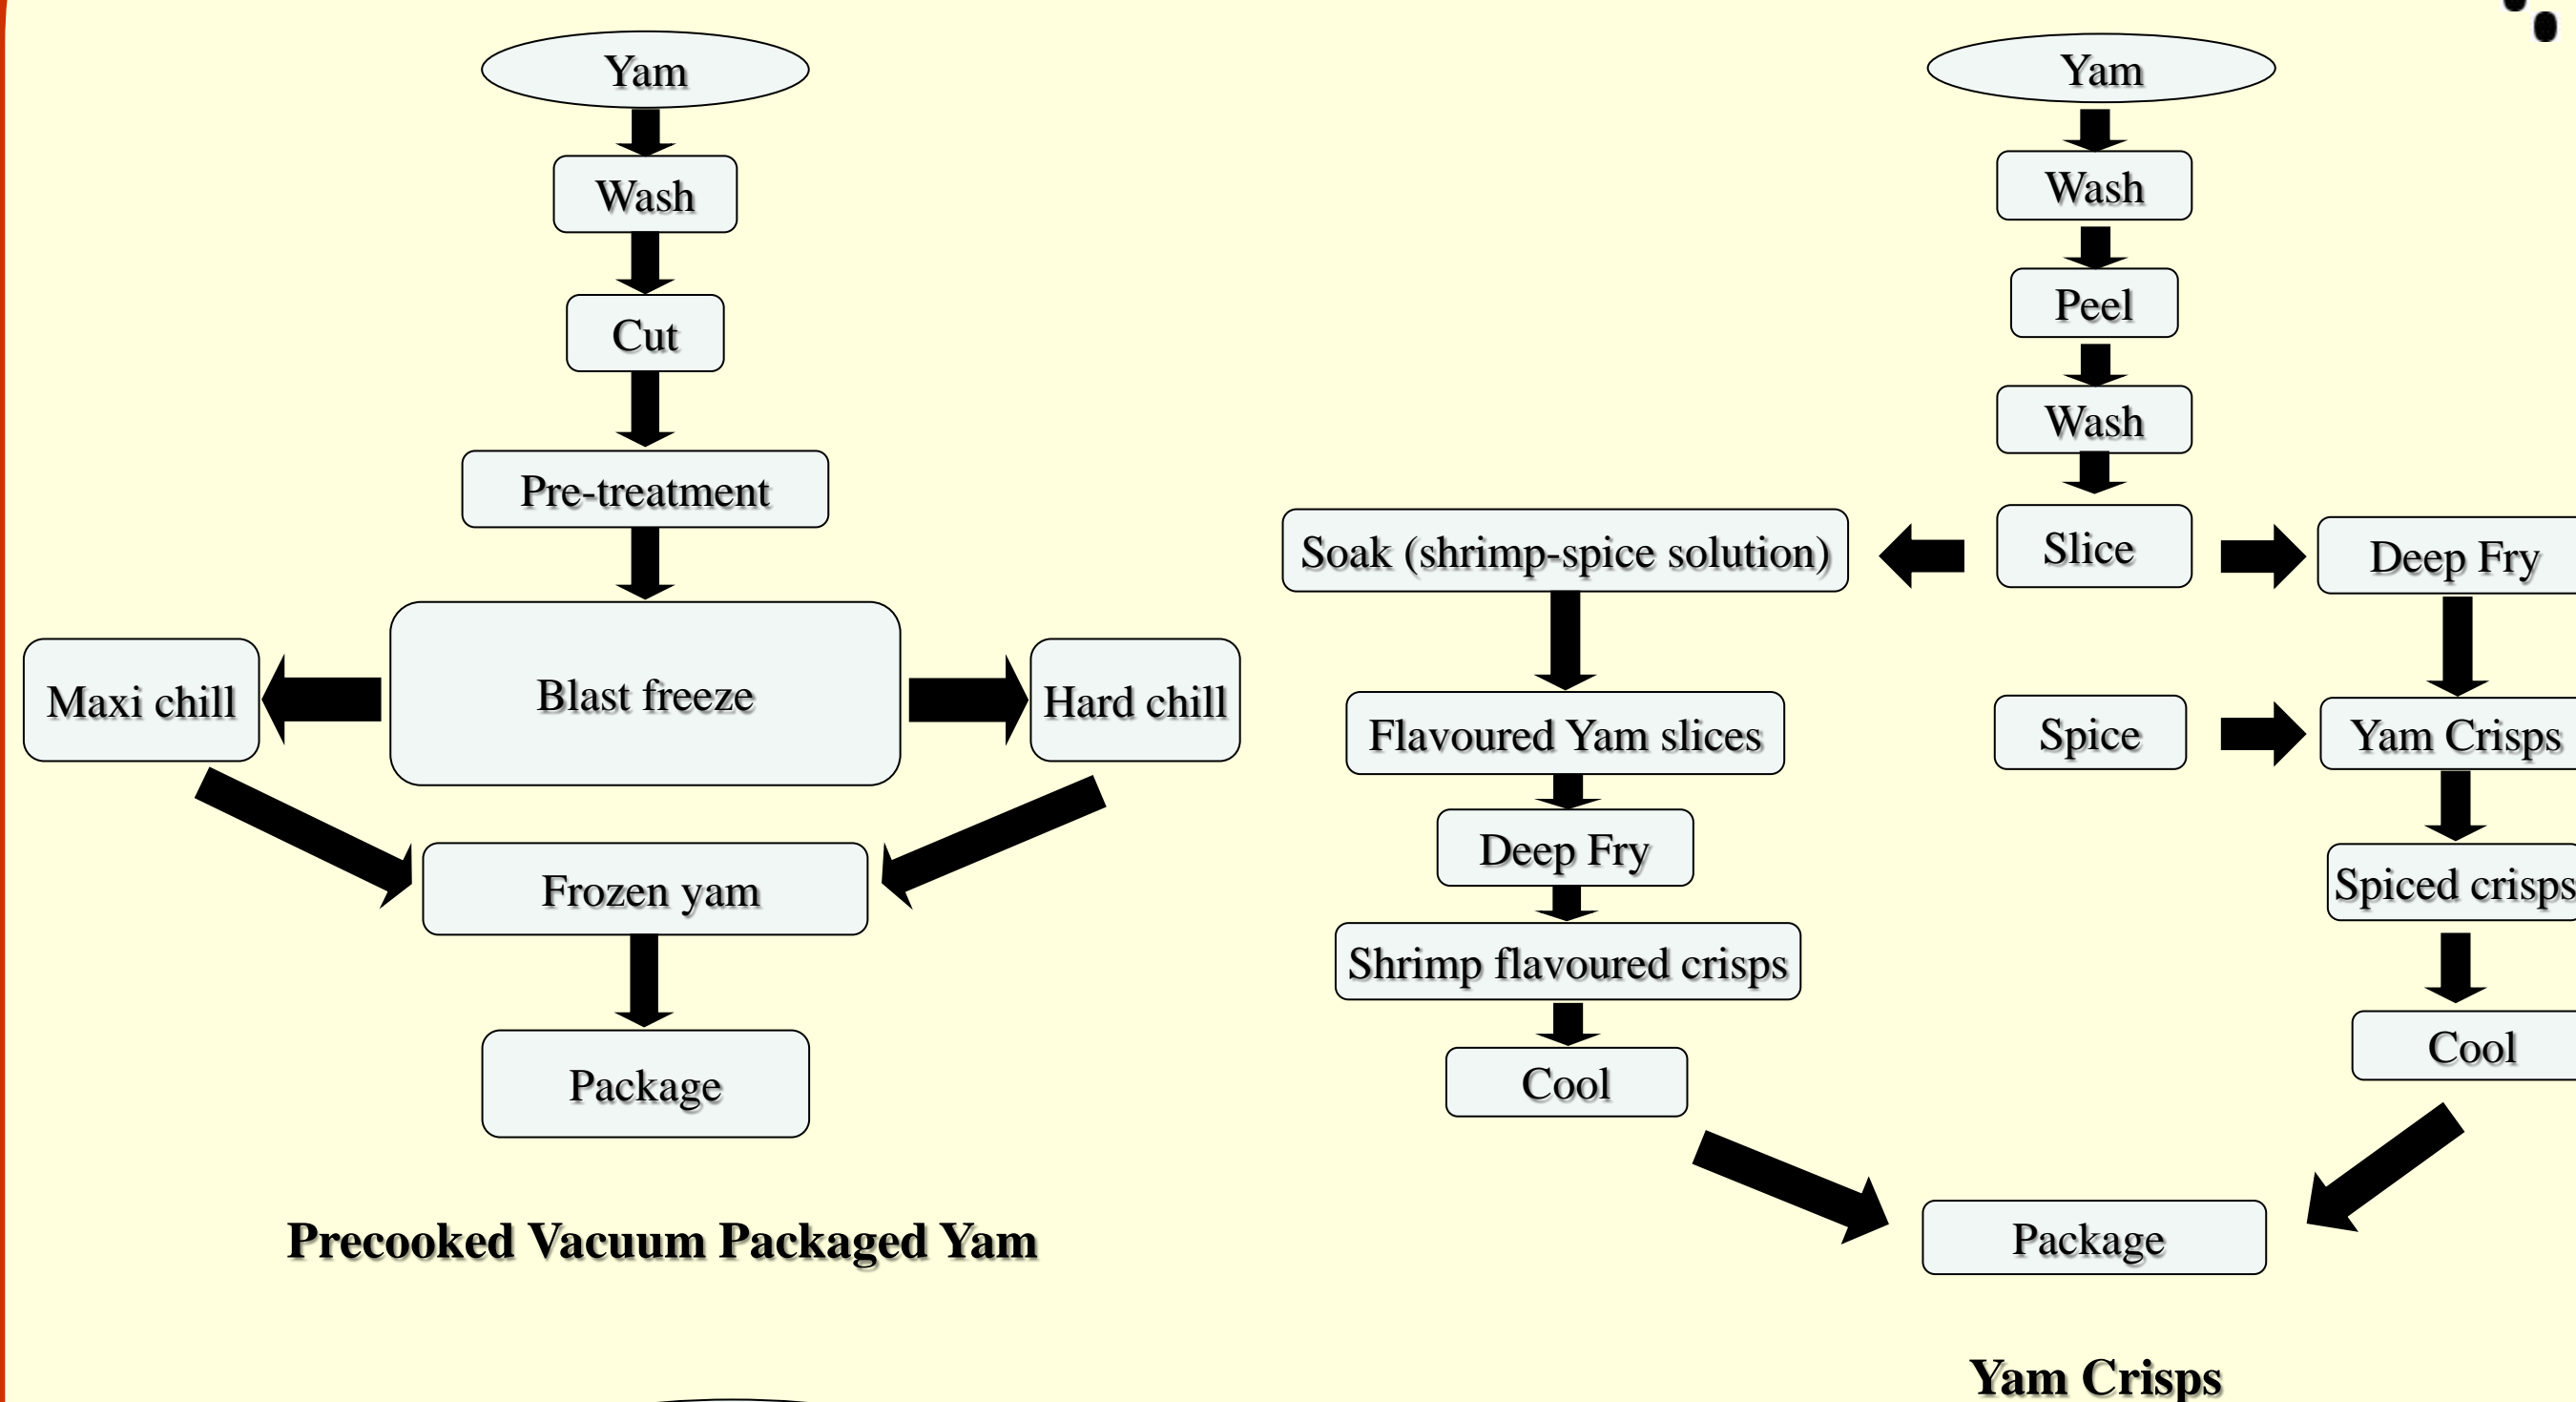 Yam
Wash
Cut
Pre-treatment
Blast freeze
Maxi chill
Hard chill
Frozen yam
Package
Precooked Vacuum Packaged Yam
Yam
Wash
Peel
Wash
Slice
Soak (shrimp-spice solution)
Flavoured Yam slices
Deep Fry
Shrimp flavoured crisps
Cool
Deep Fry
Spice
Yam Crisps
Spiced crisps
Cool
Package
Yam Crisps